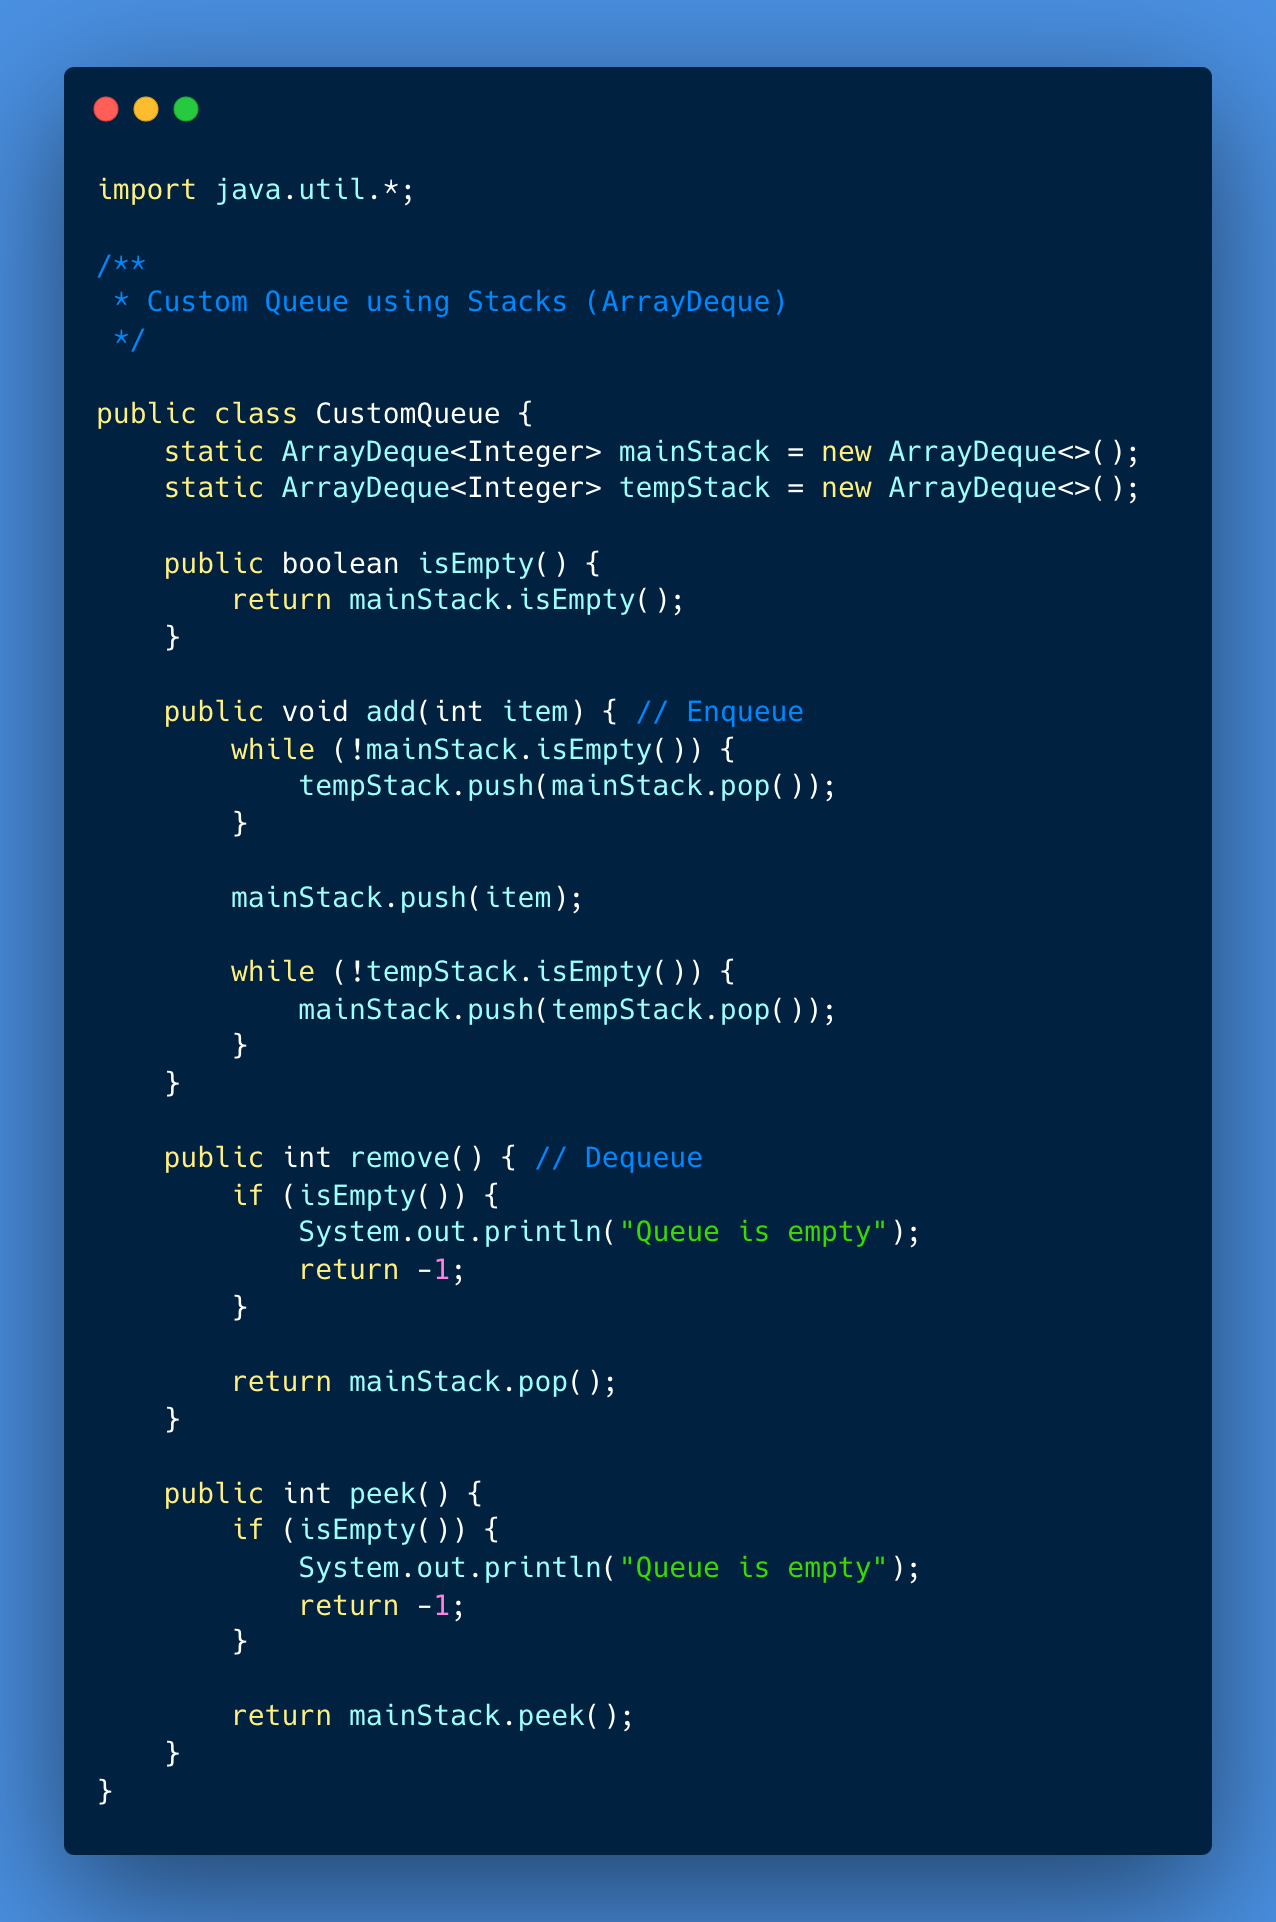 import java.util.*;

/**
 * Custom Queue using Stacks (ArrayDeque)
 */

public class CustomQueue {
    static ArrayDeque<Integer> mainStack = new ArrayDeque<>();
    static ArrayDeque<Integer> tempStack = new ArrayDeque<>();

    public boolean isEmpty() {
        return mainStack.isEmpty();
    }

    public void add(int item) { // Enqueue
        while (!mainStack.isEmpty()) {
            tempStack.push(mainStack.pop());
        }

        mainStack.push(item);

        while (!tempStack.isEmpty()) {
            mainStack.push(tempStack.pop());
        }
    }

    public int remove() { // Dequeue
        if (isEmpty()) {
            System.out.println("Queue is empty");
            return -1;
        }

        return mainStack.pop();
    }

    public int peek() {
        if (isEmpty()) {
            System.out.println("Queue is empty");
            return -1;
        }

        return mainStack.peek();
    }
}